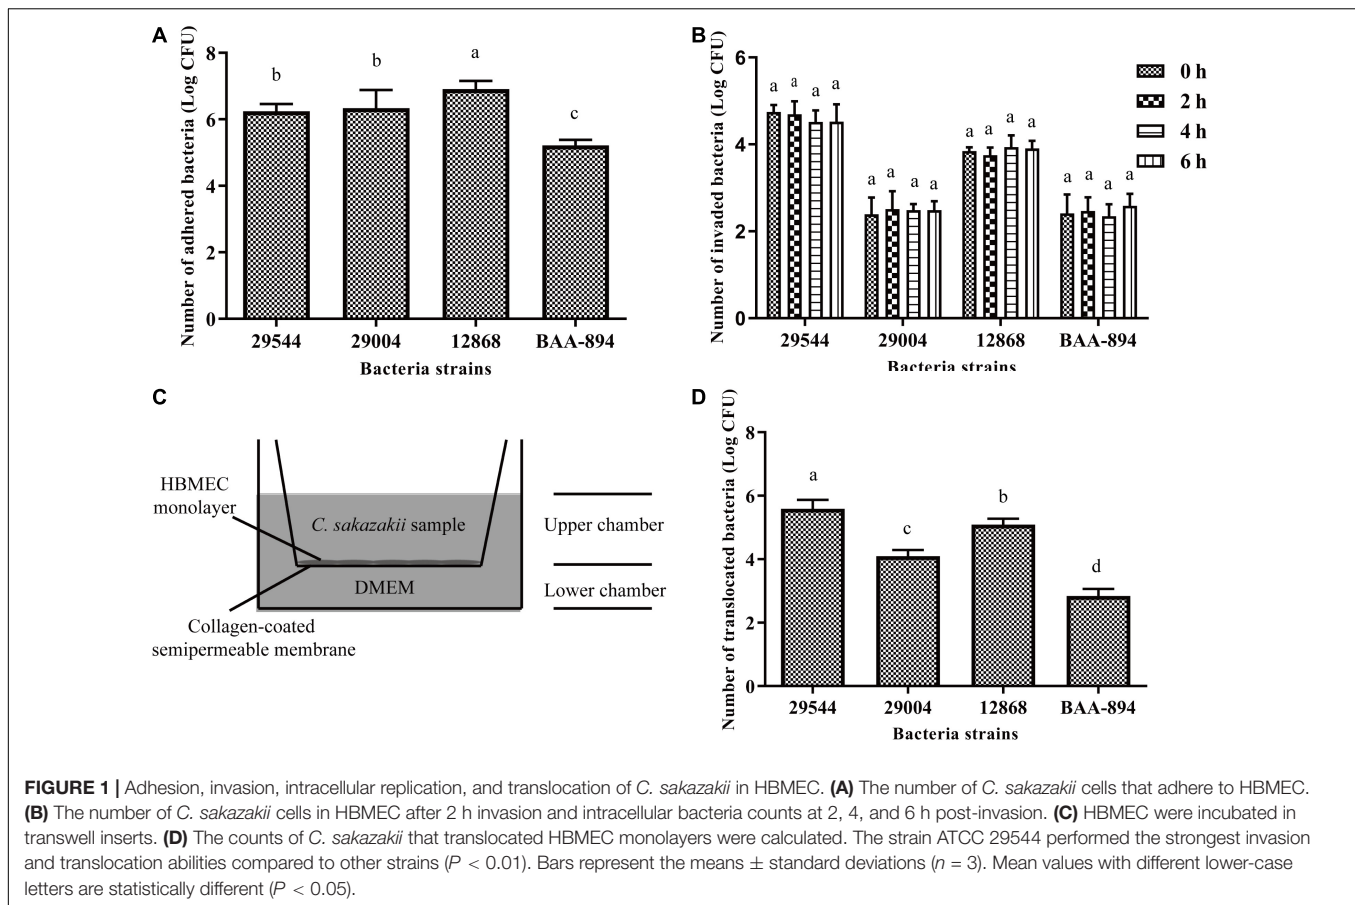 A
Number of adhered bacteria (Log CFU)
8
6
4
2
0
b
b
a
c
29544
29004
12868
BAA-894
Bacteria strains
B
Number of invaded bacteria (Log CFU)
6
4
2
0
a a a a
a a a a
a a a a
a a a a
29544
29004
12868
BAA-894
Bacteria strains
0 h
2 h
4 h
6 h
C
HBMEC
monolayer
C. sakazakii sample
DMEM
Collagen-coated
semipermeable membrane
Upper chamber
Lower chamber
D
Number of translocated bacteria (Log CFU)
8
6
4
2
0
a
c
b
d
29544
29004
12868
BAA-894
Bacteria strains
FIGURE 1 | Adhesion, invasion, intracellular replication, and translocation of C. sakazakii in HBMEC. (A) The number of C. sakazakii cells that adhere to HBMEC.
(B) The number of C. sakazakii cells in HBMEC after 2 h invasion and intracellular bacteria counts at 2, 4, and 6 h post-invasion. (C) HBMEC were incubated in
transwell inserts. (D) The counts of C. sakazakii that translocated HBMEC monolayers were calculated. The strain ATCC 29544 performed the strongest invasion
and translocation abilities compared to other strains (P < 0.01). Bars represent the means ± standard deviations (n = 3). Mean values with different lower-case
letters are statistically different (P < 0.05).